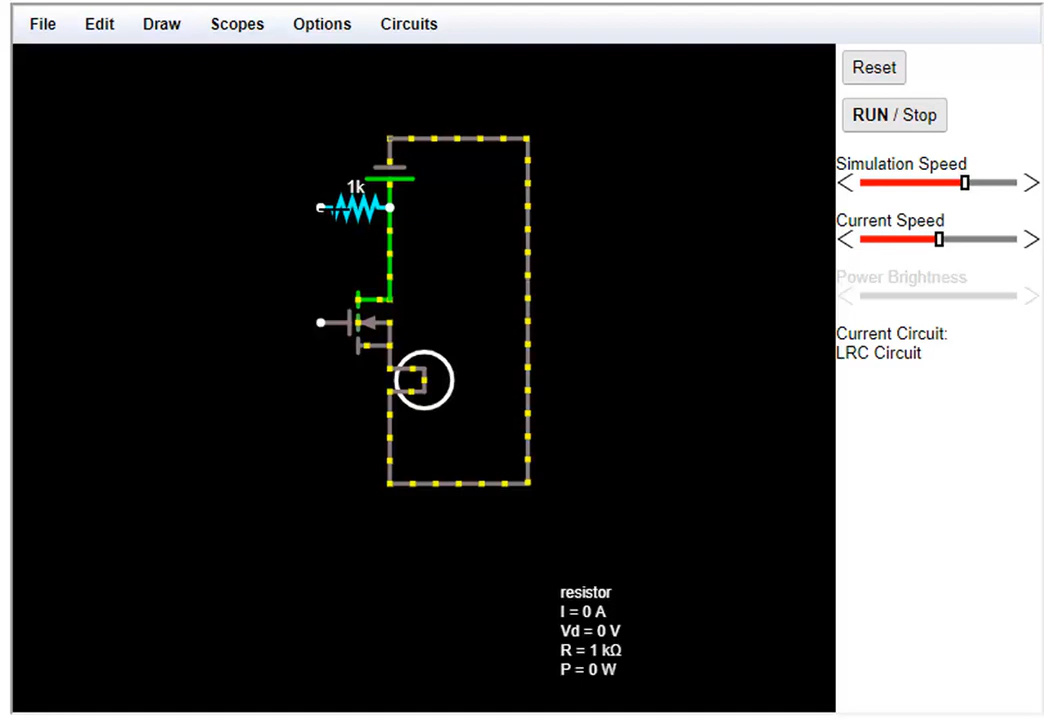 File Edit Draw Scopes Options Circuits
Reset
RUN / Stop
Simulation Speed
Current Speed
Power Brightness
Current Circuit:
LRC Circuit
1k
resistor
I = 0 A
Vd = 0 V
R = 1 kΩ
P = 0 W